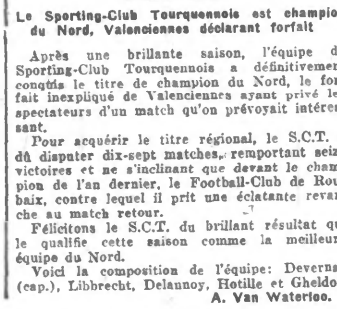 Le Sporting-Club Tourquennois est champio
du Nord, Valenciennes déclarant forfait
Après une brillante saison, l'équipe d
Sporting-Club Tourquennois a définitivemen
conquis le titre de champion du Nord, le for
fait inexpliqué de Valenciennes ayant privé le
spectateurs d'un match qu'on prévoyait intéres
sant.
Pour acquérir le titre régional, le S.C.T.
dû disputer dix-sept matches, remportant seiz
victoires et ne s'inclinant que devant le cham
pion de l'an dernier, le Football-Club de Rou
baix, contre lequel il prit une éclatante revan
che au match retour.
Félicitons le S.C.T. du brillant résultat qu
le qualifie cette saison comme la meilleur
équipe du Nord.
Voici la composition de l'équipe: Deverna
(cap.), Libbrecht, Delannoy, Hotille et Gheldo
A. Van Waterloo.